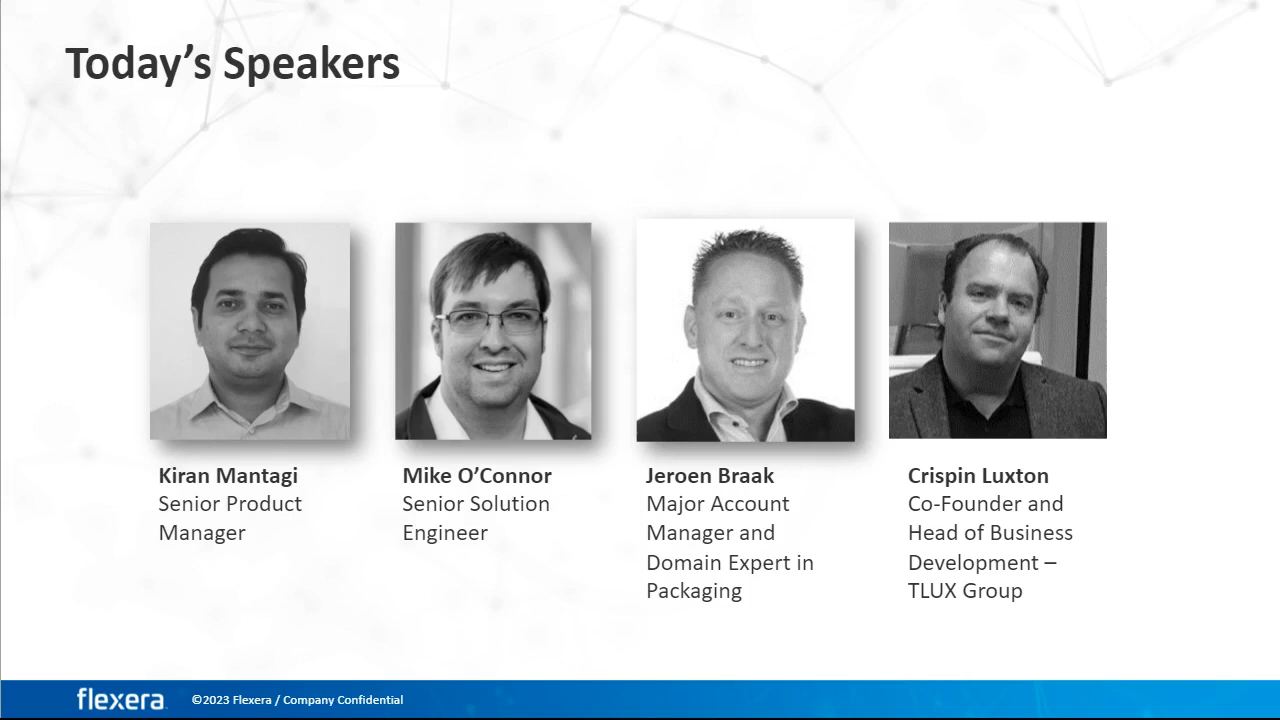 Today’s Speakers
Kiran Mantagi
Senior Product
Manager
Mike O’Connor
Senior Solution
Engineer
Jeroen Braak
Major Account
Manager and
Domain Expert in
Packaging
Crispin Luxton
Co-Founder and
Head of Business
Development –
TLUX Group
flexera
©2023 Flexera / Company Confidential